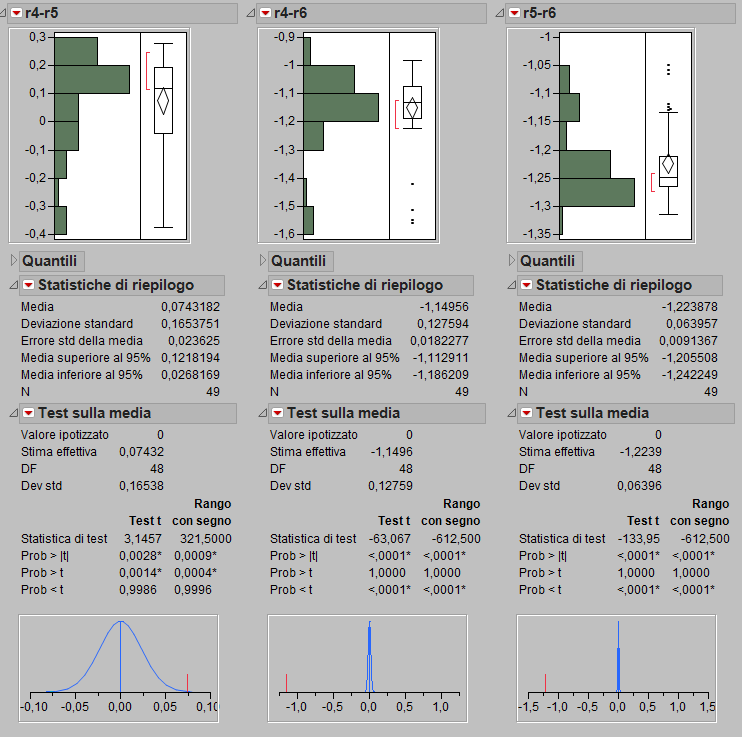 r4-r5
0,3
0,2
0,1
0
-0,1
-0,2
-0,3
-0,4
Quantili
Statistiche di riepilogo
Media 0,0743182
Deviazione standard 0,1653751
Errore std della media 0,023625
Media superiore al 95% 0,1218194
Media inferiore al 95% 0,0268169
N 49
Test sulla media
Valore ipotizzato 0
Stima effettiva 0,07432
DF 48
Dev std 0,16538
Rango
Test t con segno
Statistica di test 3,1457 321,5000
Prob > |t| 0,0028* 0,0009*
Prob > t 0,0014* 0,0004*
Prob < t 0,9986 0,9996
-0,10 -0,05 0,00 0,05 0,10
r4-r6
-0,9
-1
-1,1
-1,2
-1,3
-1,4
-1,5
-1,6
Quantili
Statistiche di riepilogo
Media -1,14956
Deviazione standard 0,127594
Errore std della media 0,0182277
Media superiore al 95% -1,112911
Media inferiore al 95% -1,186209
N 49
Test sulla media
Valore ipotizzato 0
Stima effettiva -1,1496
DF 48
Dev std 0,12759
Rango
Test t con segno
Statistica di test -63,067 -612,500
Prob > |t| <,0001* <,0001*
Prob > t 1,0000 1,0000
Prob < t <,0001* <,0001*
-1,0 -0,5 0,0 0,5 1,0
r5-r6
-1
-1,05
-1,1
-1,15
-1,2
-1,25
-1,3
-1,35
Quantili
Statistiche di riepilogo
Media -1,223878
Deviazione standard 0,063957
Errore std della media 0,0091367
Media superiore al 95% -1,205508
Media inferiore al 95% -1,242249
N 49
Test sulla media
Valore ipotizzato 0
Stima effettiva -1,2239
DF 48
Dev std 0,06396
Rango
Test t con segno
Statistica di test -133,95 -612,500
Prob > |t| <,0001* <,0001*
Prob > t 1,0000 1,0000
Prob < t <,0001* <,0001*
-1,5 -1,0 -0,5 0,0 0,5 1,0 1,5